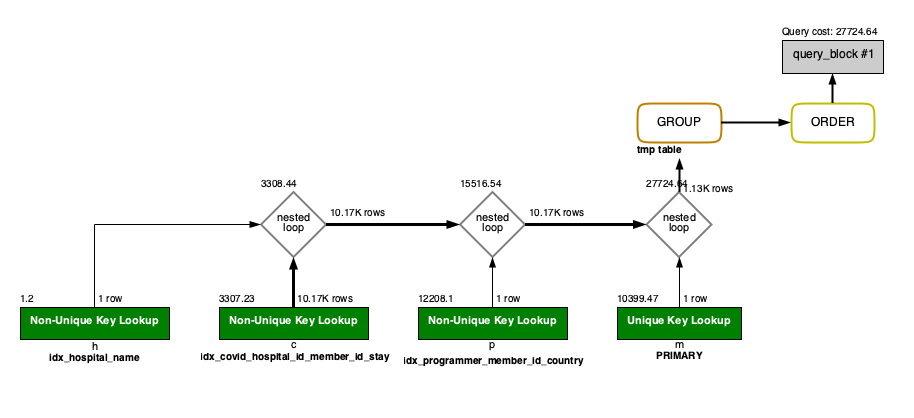 Query cost: 27724.64
query_block #1
GROUP
ORDER
tmp table
3308.44
15516.54
27724.64
1.13K rows
nested
loop
10.17K rows
nested
loop
10.17K rows
nested
loop
1.2
1 row
3307.23
10.17K rows
12208.1
1 row
10399.47
1 row
Non-Unique Key Lookup
Non-Unique Key Lookup
Non-Unique Key Lookup
Unique Key Lookup
h
c
p
m
idx_hospital_name
idx_covid_hospital_id_member_id_stay
idx_programmer_member_id_country
PRIMARY